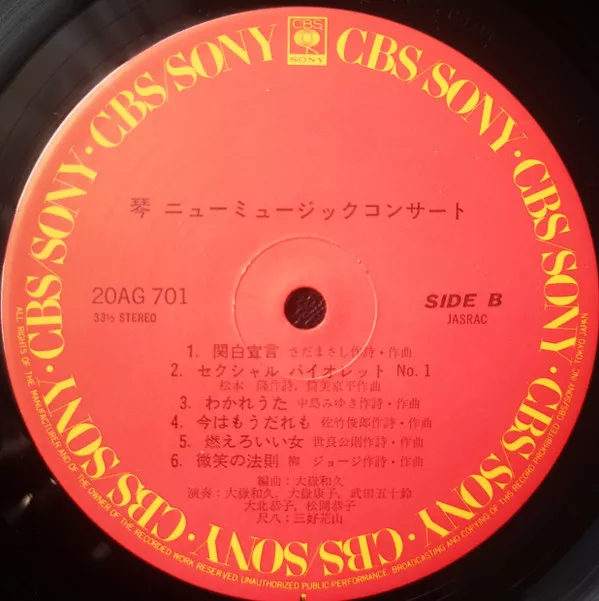 CBS
SONY
CBS/SONY · CBS/SONY · CBS/SONY · CBS/SONY · CBS/SONY · CBS/SONY · CBS/SONY · CBS/SONY
琴 ニューミュージックコンサート
20AG 701
33⅓ STEREO
SIDE B
JASRAC
1. 関白宣言 さだまさし作詩・作曲
2. セクシャル バイオレット No.1
松本 隆作詩, 筒美京平作曲
3. わかれうた 中島みゆき作詩・作曲
4. 今はもうだれも 佐竹俊郎作詩・作曲
5. 燃えろいい女 世良公則作詩・作曲
6. 微笑の法則 柳 ジョージ作詩・作曲
編曲：大嶽和久
演奏：大嶽和久, 大嶽康子, 武田五十鈴
大北恭子, 松岡恭子
尺八：三好芫山
ALL RIGHTS OF THE MANUFACTURER AND OF THE OWNER OF THE RECORDED WORK RESERVED. UNAUTHORIZED PUBLIC PERFORMANCE, BROADCASTING AND COPYING OF THIS RECORD PROHIBITED. CBS/SONY INC. TOKYO JAPAN